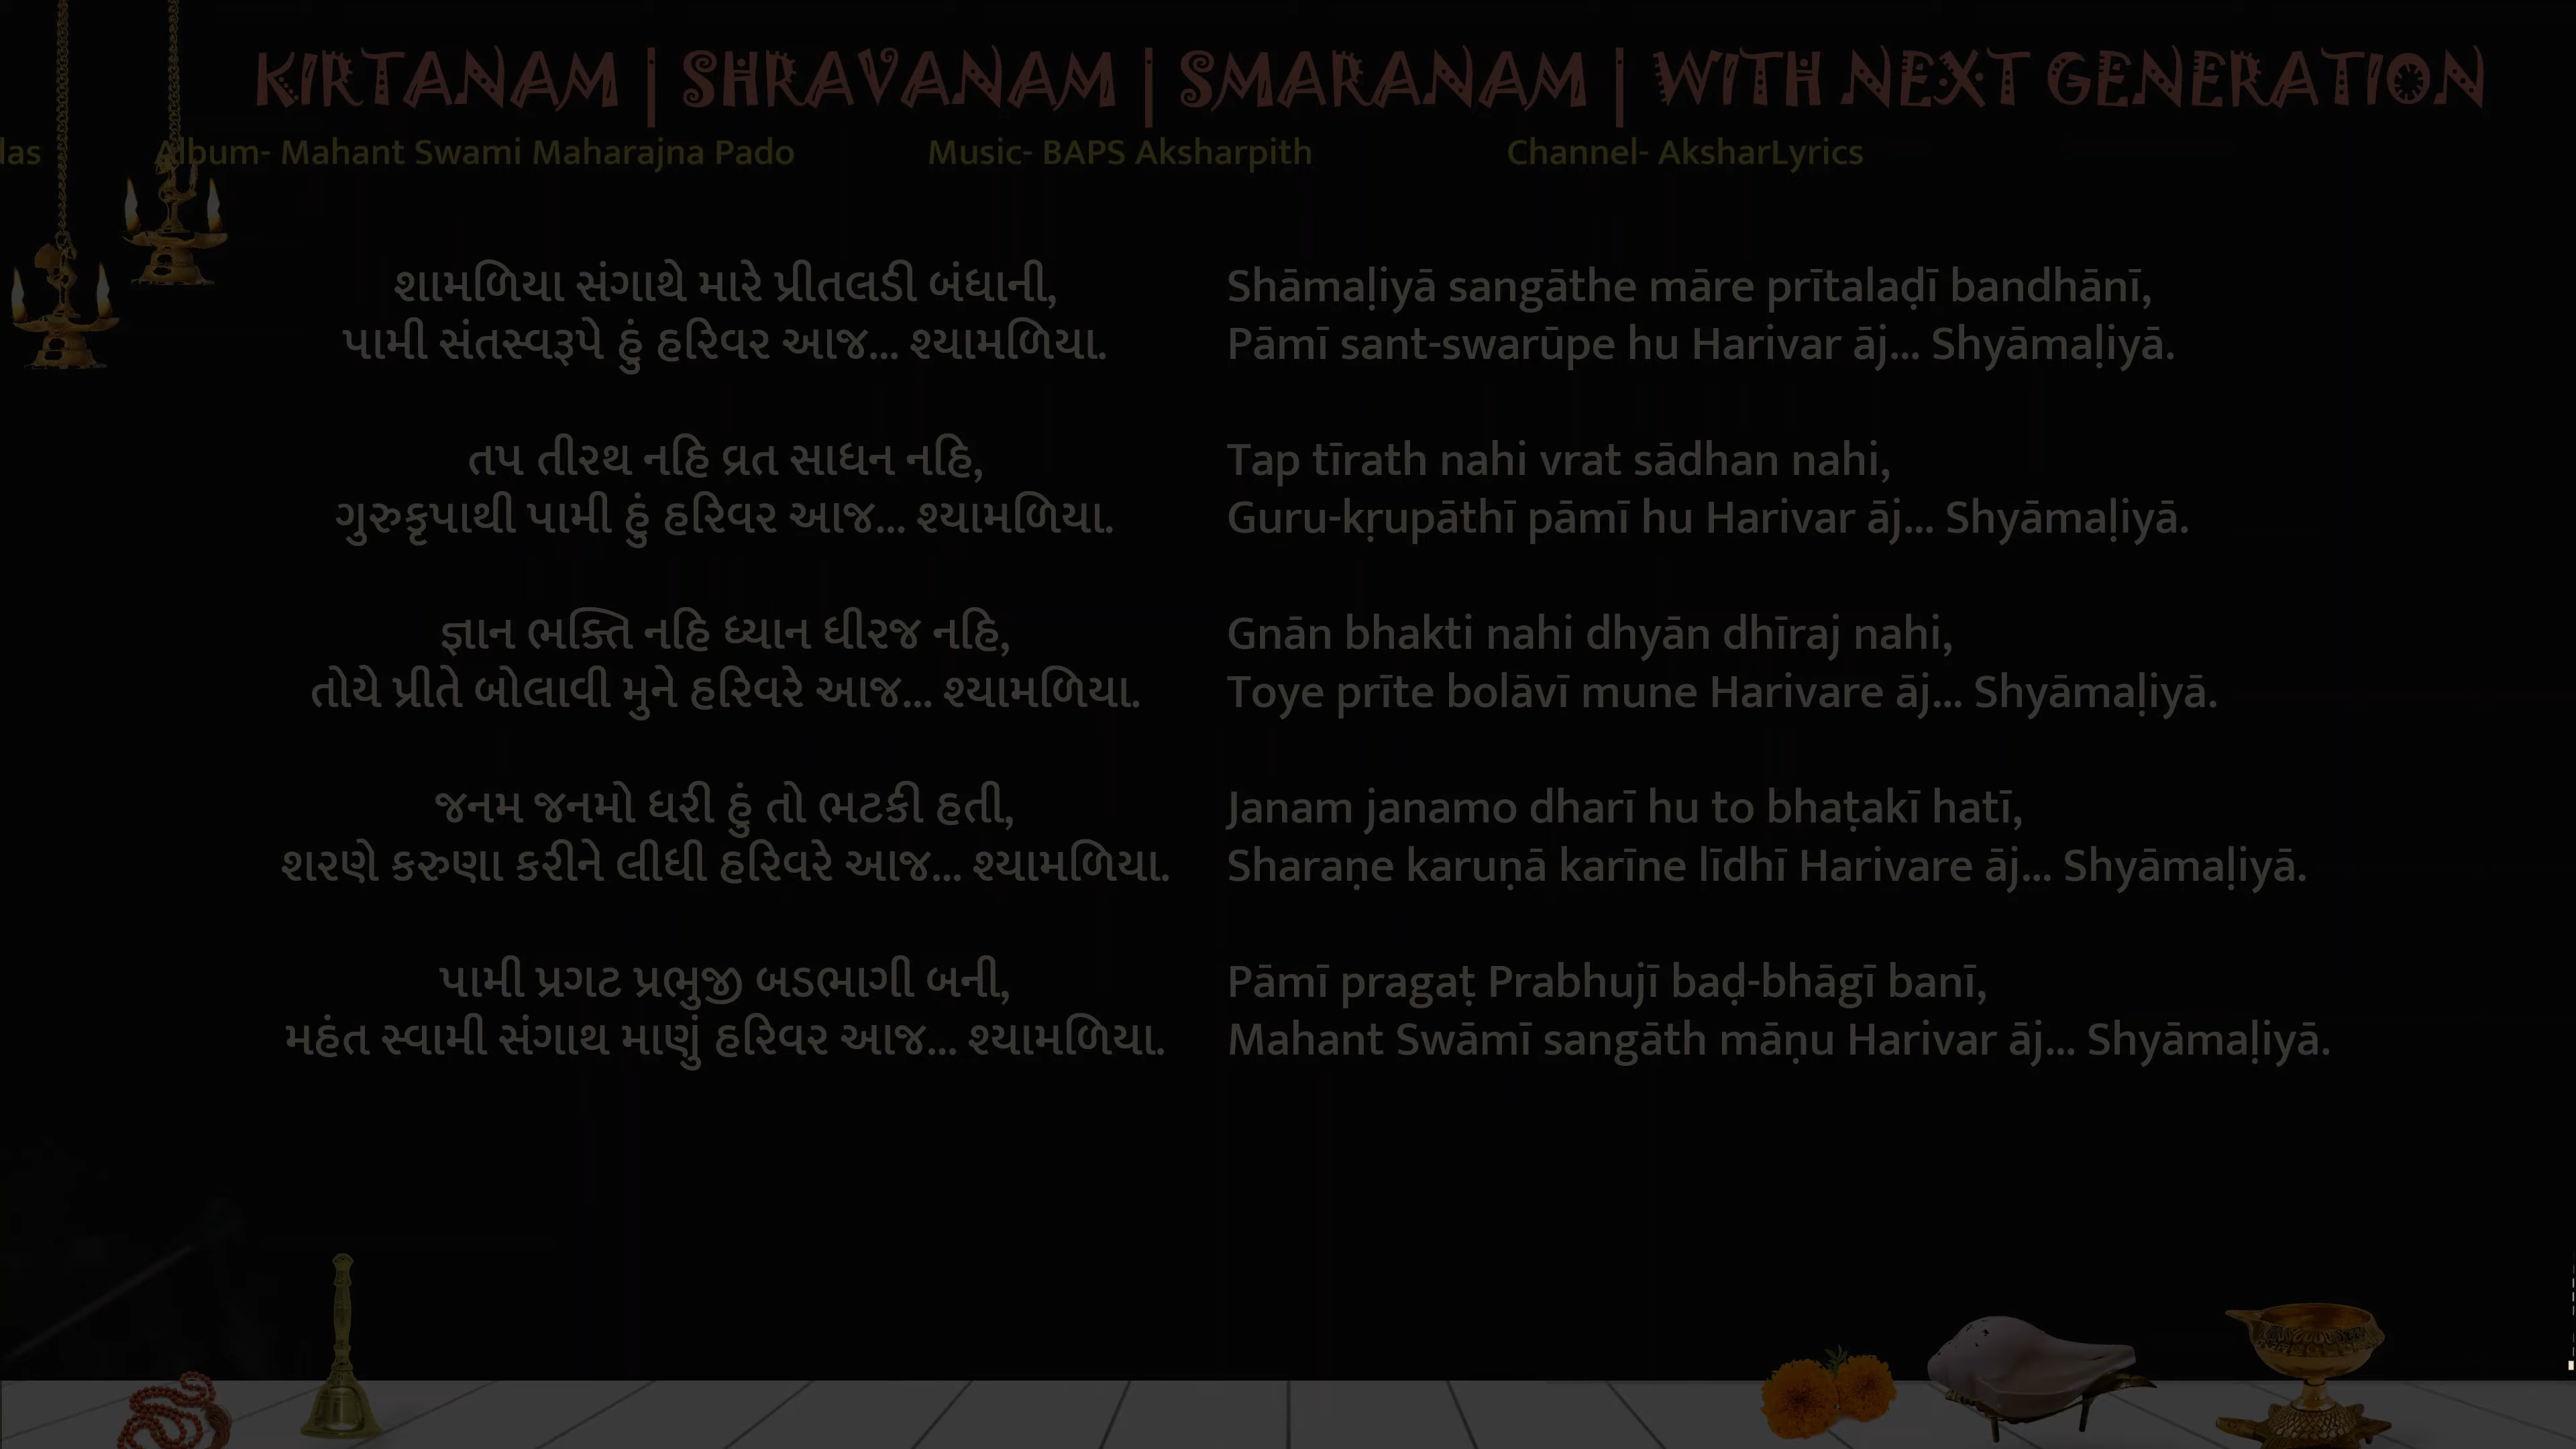 KIRTANAM | SHRAVANAM | SMARANAM | WITH NEXT GENERATION
das Album- Mahant Swami Maharajna Pado Music- BAPS Aksharpith Channel- AksharLyrics
શામળિયા સંગાથે મારે પ્રીતલડી બંધાની,
પામી સંતસ્વરૂપે હું હરિવર આજ... શ્યામળિયા.
તપ તીરથ નહિ વ્રત સાધન નહિ,
ગુરુકૃપાથી પામી હું હરિવર આજ... શ્યામળિયા.
જ્ઞાન ભક્તિ નહિ ધ્યાન ધીરજ નહિ,
તોયે પ્રીતે બોલાવી મુને હરિવરે આજ... શ્યામળિયા.
જનમ જનમો ધરી હું તો ભટકી હતી,
શરણે કરુણા કરીને લીધી હરિવરે આજ... શ્યામળિયા.
પામી પ્રગટ પ્રભુજી બડભાગી બની,
મહંત સ્વામી સંગાથ માણું હરિવર આજ... શ્યામળિયા.
Shāmaḷiyā sangāthe māre prītalaḍī bandhānī,
Pāmī sant-swarūpe hu Harivar āj... Shyāmaḷiyā.
Tap tīrath nahi vrat sādhan nahi,
Guru-kṛupāthī pāmī hu Harivar āj... Shyāmaḷiyā.
Gnān bhakti nahi dhyān dhīraj nahi,
Toye prīte bolāvī mune Harivare āj... Shyāmaḷiyā.
Janam janamo dharī hu to bhaṭakī hatī,
Sharaṇe karuṇā karīne līdhī Harivare āj... Shyāmaḷiyā.
Pāmī pragaṭ Prabhujī baḍ-bhāgī banī,
Mahant Swāmī sangāth māṇu Harivar āj... Shyāmaḷiyā.